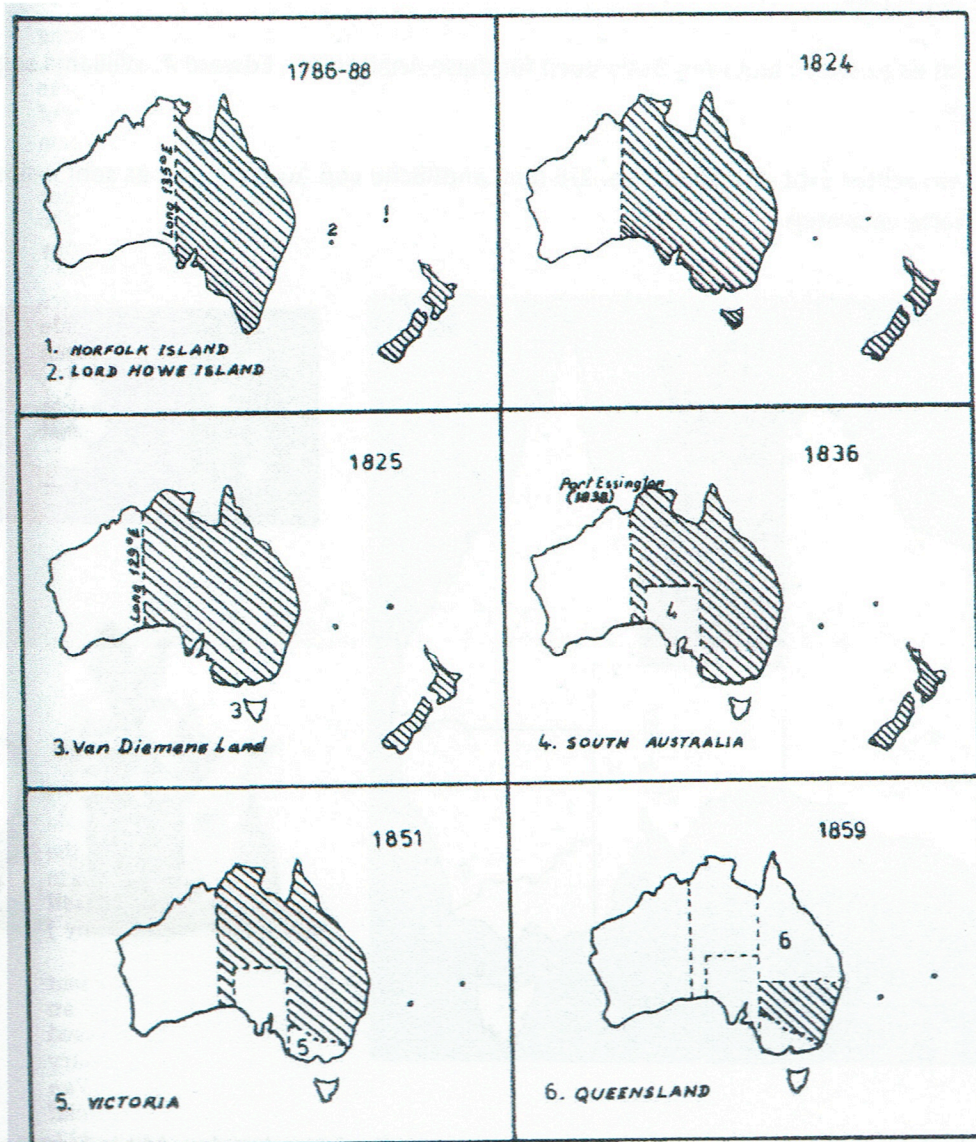 1786-88
Long 135°E
1
2
1. NORFOLK ISLAND
2. LORD HOWE ISLAND
1824
1825
Long 129°E
3
3. Van Diemens Land
1836
Port Essington
(1838)
4
4. SOUTH AUSTRALIA
1851
5
5. VICTORIA
1859
6
6. QUEENSLAND